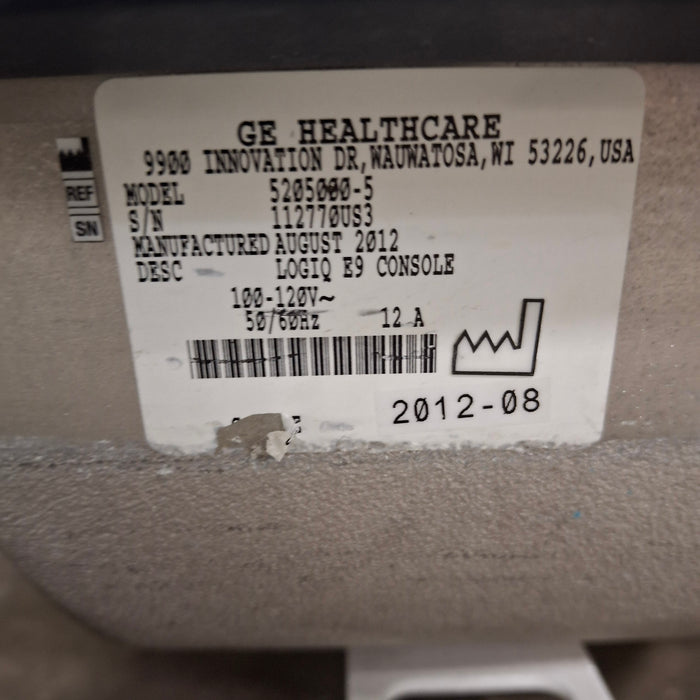 GE HEALTHCARE
9900 INNOVATION DR,WAUWATOSA,WI 53226,USA
REF MODEL 5205000-5
SN S/N 112770US3
MANUFACTURED AUGUST 2012
DESC LOGIQ E9 CONSOLE
100-120V~
50/60Hz 12 A
2012-08